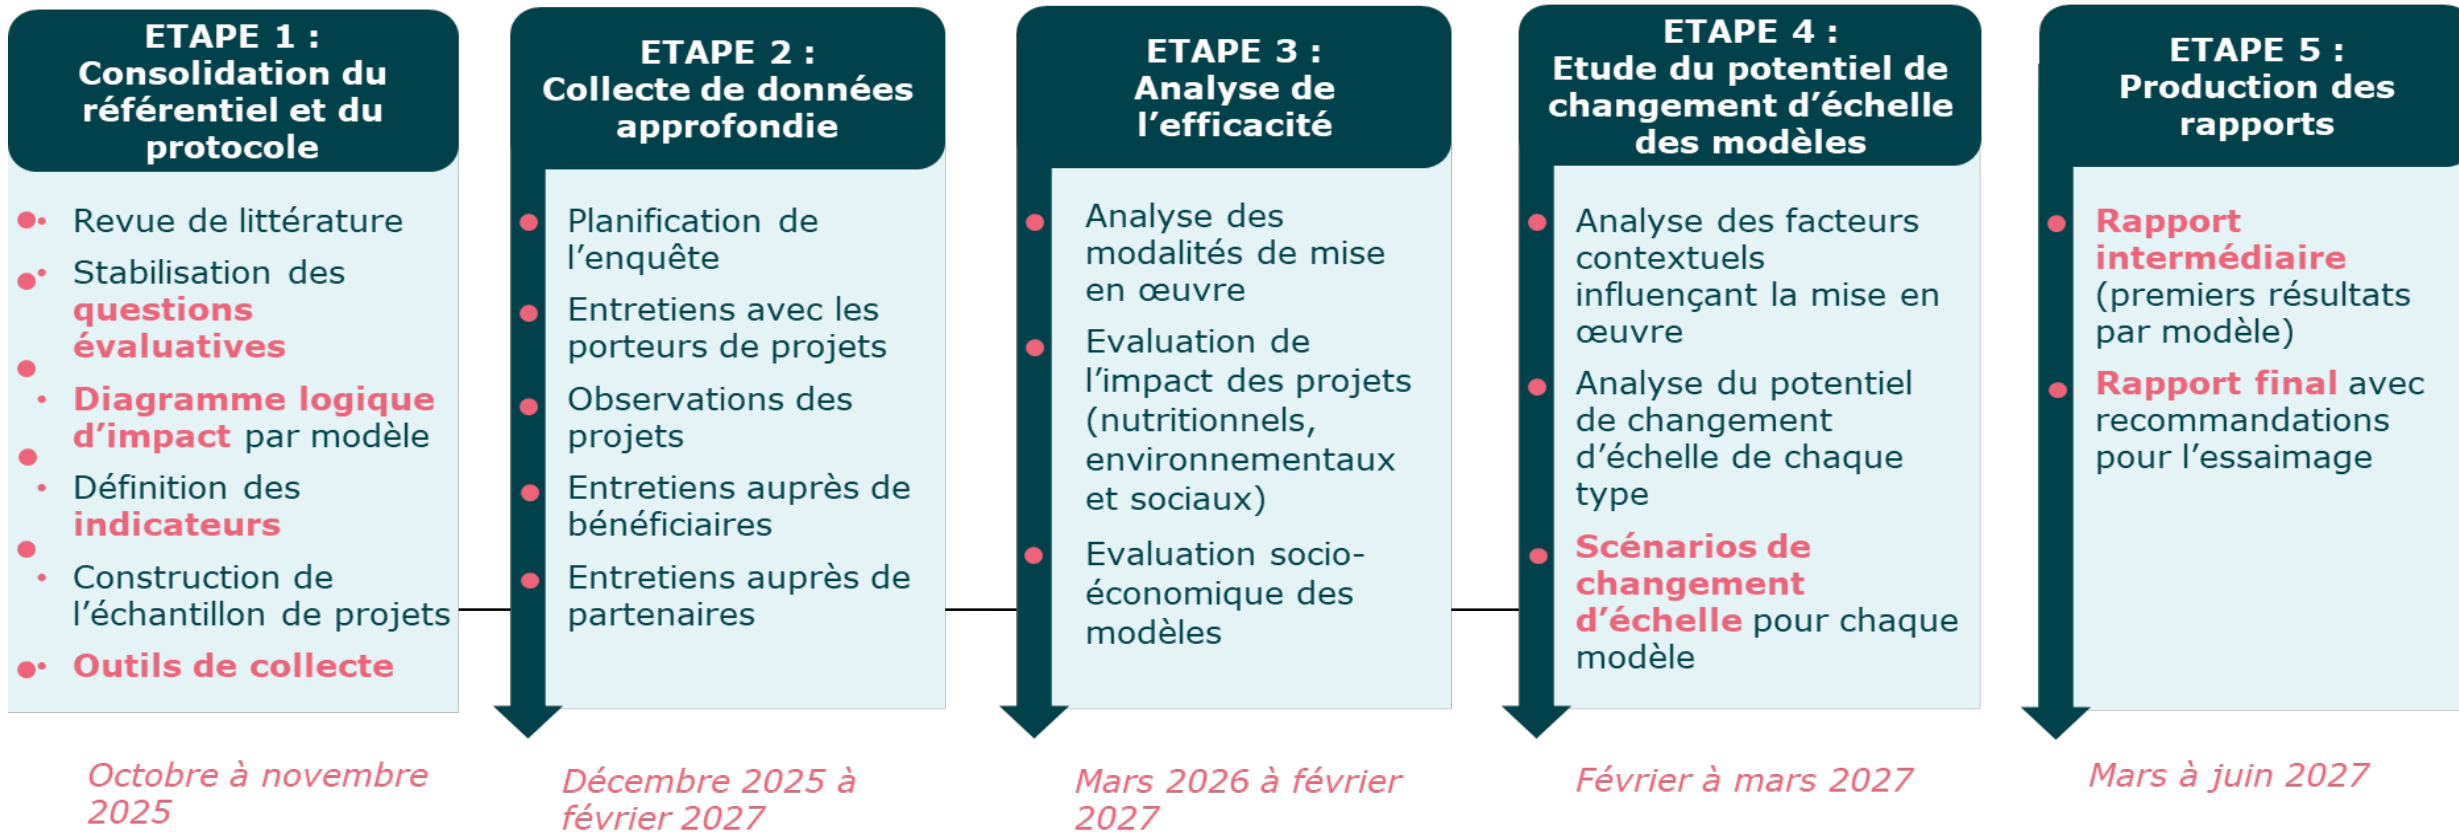 ETAPE 1 :
Consolidation du
référentiel et du
protocole
Revue de littérature
Stabilisation des
questions
évaluatives
Diagramme logique
d’impact par modèle
Définition des
indicateurs
Construction de
l’échantillon de projets
Outils de collecte
Octobre à novembre
2025
ETAPE 2 :
Collecte de données
approfondie
Planification de
l’enquête
Entretiens avec les
porteurs de projets
Observations des
projets
Entretiens auprès de
bénéficiaires
Entretiens auprès de
partenaires
Décembre 2025 à
février 2027
ETAPE 3 :
Analyse de
l’efficacité
Analyse des
modalités de mise
en œuvre
Evaluation de
l’impact des projets
(nutritionnels,
environnementaux
et sociaux)
Evaluation socio-
économique des
modèles
Mars 2026 à février
2027
ETAPE 4 :
Etude du potentiel de
changement d’échelle
des modèles
Analyse des facteurs
contextuels
influençant la mise en
œuvre
Analyse du potentiel
de changement
d’échelle de chaque
type
Scénarios de
changement
d’échelle pour chaque
modèle
Février à mars 2027
ETAPE 5 :
Production des
rapports
Rapport
intermédiaire
(premiers résultats
par modèle)
Rapport final avec
recommandations
pour l’essaimage
Mars à juin 2027